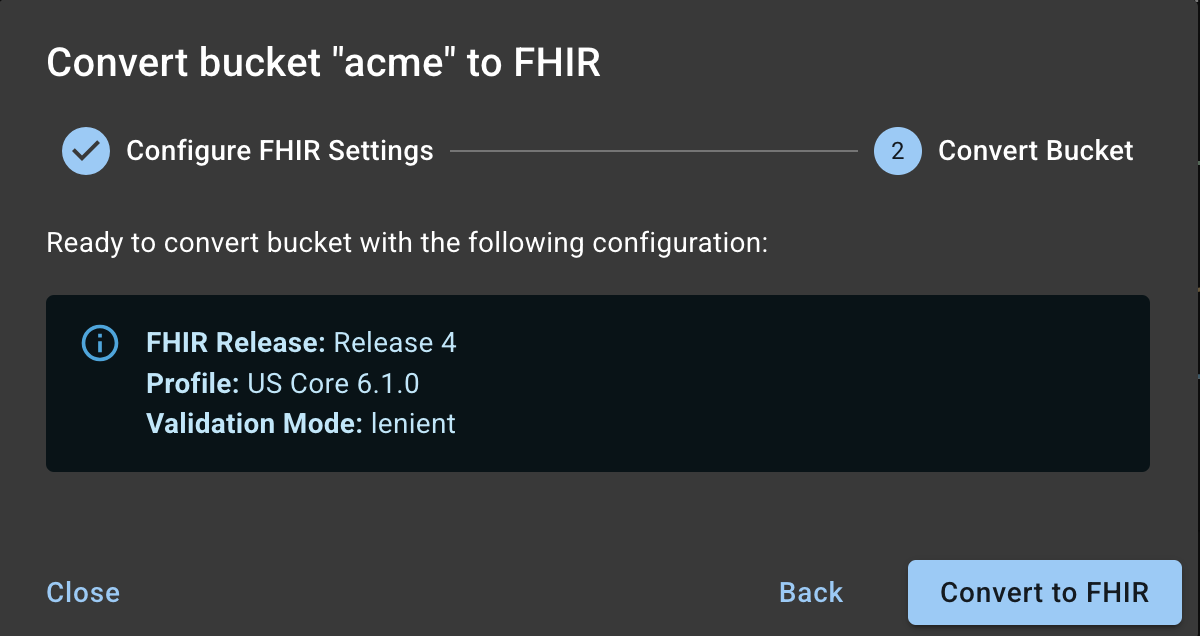 Convert bucket "acme" to FHIR
Configure FHIR Settings
2 Convert Bucket
Ready to convert bucket with the following configuration:
FHIR Release: Release 4
Profile: US Core 6.1.0
Validation Mode: lenient
Close
Back
Convert to FHIR